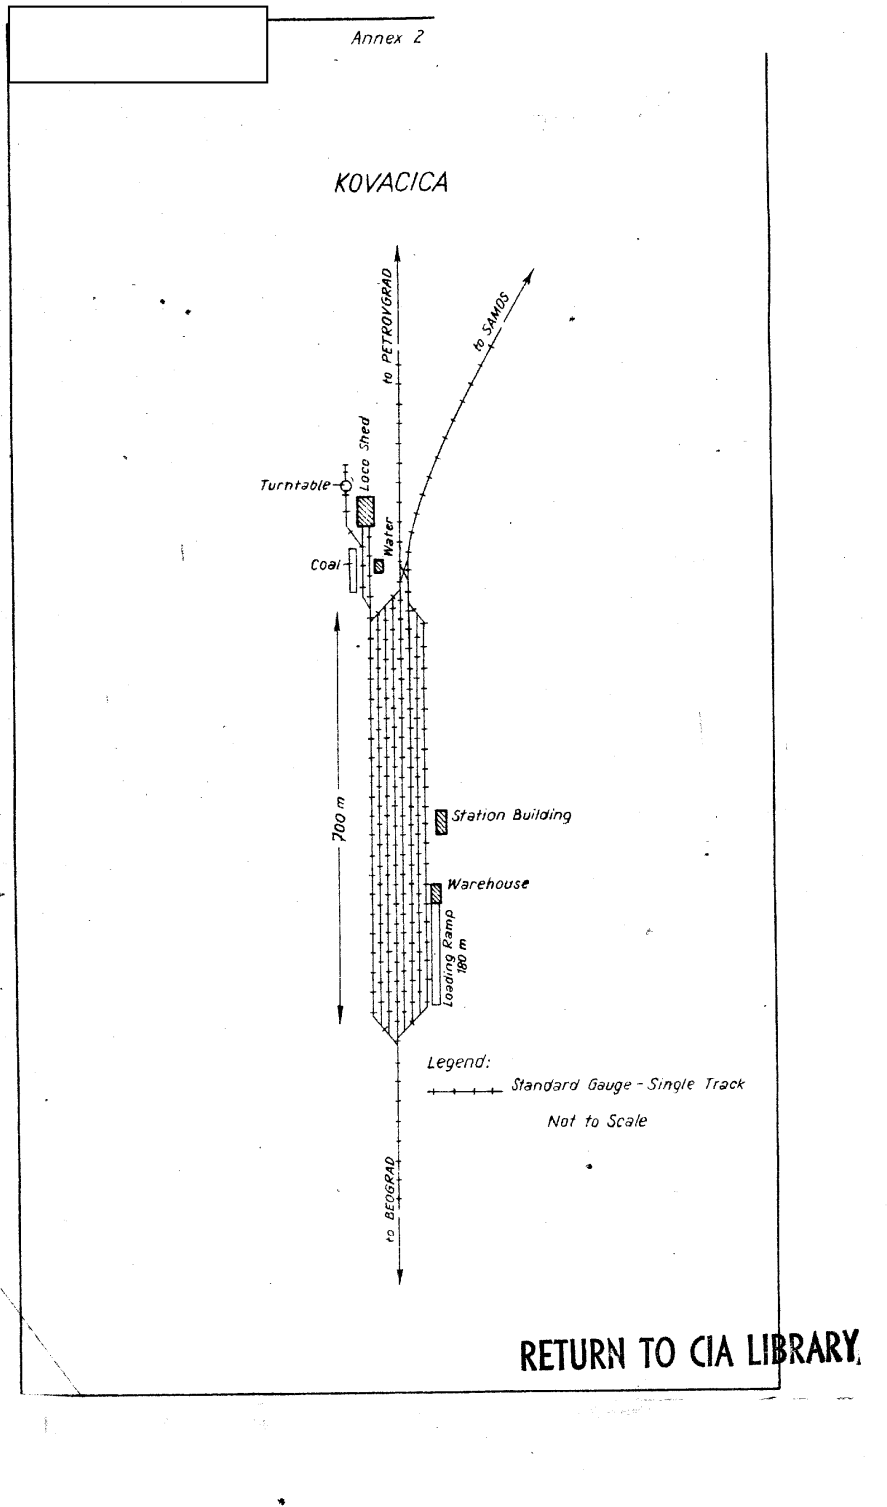 Annex 2
KOVACICA
to PETROVGRAD
to SAMOS
Loco Shed
Turntable
Water
Coal
700 m
Station Building
Warehouse
Loading Ramp
180 m
Legend:
Standard Gauge - Single Track
Not to Scale
to BEOGRAD
RETURN TO CIA LIBRARY